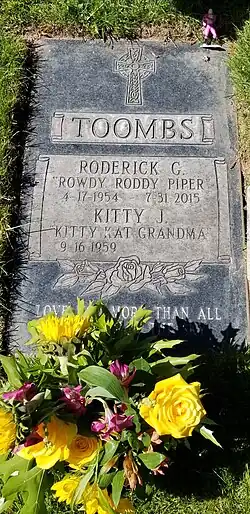 TOOMBS
RODERICK G.
"ROWDY RODDY PIPER"
4-17-1954 7-31-2015
KITTY J.
KITTY KAT GRANDMA
9-16-1959
LOVE MORE THAN ALL